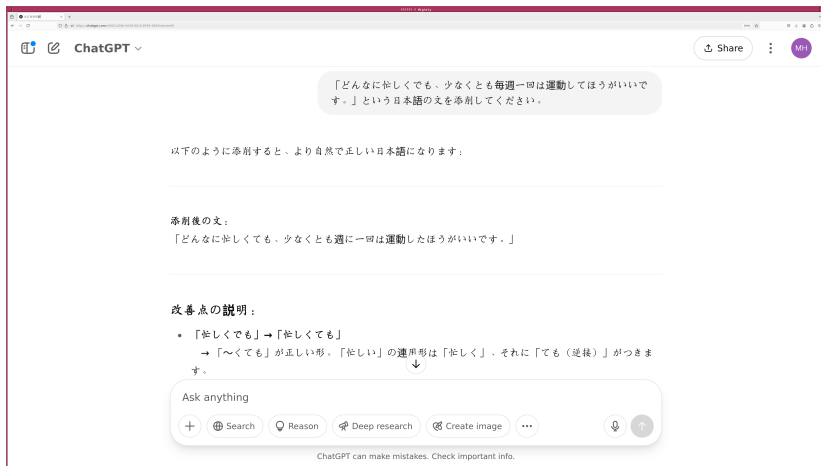 ChatGPT
Share
MH
「どんなに忙しくでも、少なくとも毎週一回は運動してほうがいいで
す。」という日本語の文を添削してください。
以下のように添削すると、より自然で正しい日本語になります：
添削後の文：
「どんなに忙しくても、少なくとも週に一回は運動したほうがいいです。」
改善点の説明：
• 「忙しくでも」→「忙しくても」
→ 「〜くても」が正しい形。「忙しい」の連用形は「忙しく」、それに「ても（逆接）」がつきま
す。
Ask anything
Search
Reason
Deep research
Create image
ChatGPT can make mistakes. Check important info.